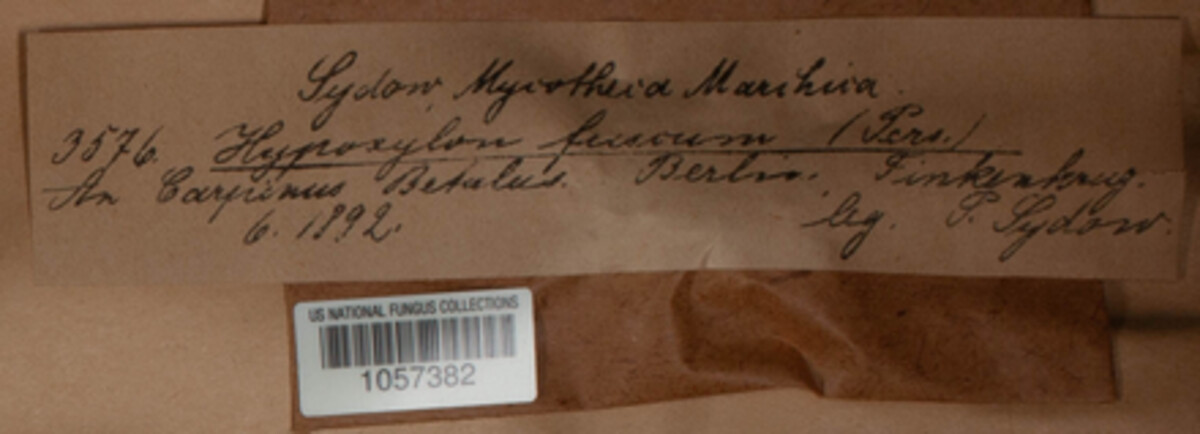 Sydow, Mycotheca Marchica.
3576. Hypoxylon fuscum (Pers.)
An Carpinus Betulus. Berlin. Finkenkrug.
6. 1892. leg. P. Sydow.
US NATIONAL FUNGUS COLLECTIONS
1057382